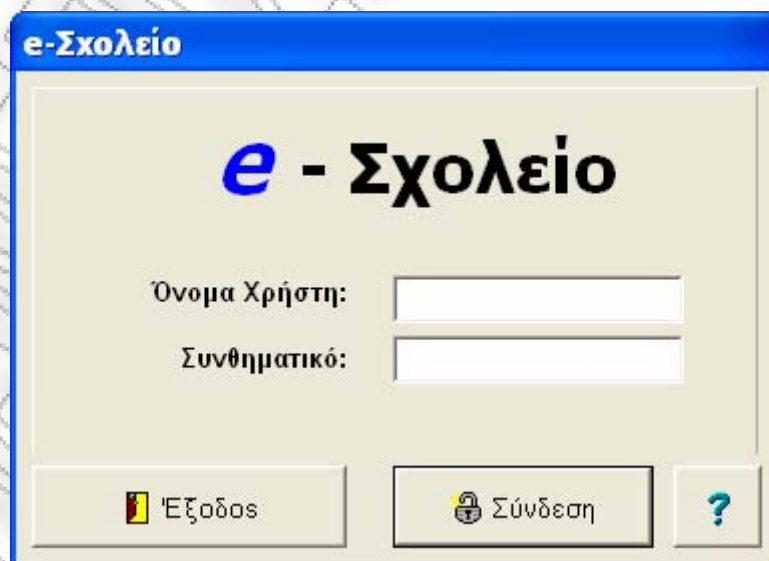 e-Σχολείο
e - Σχολείο
Όνομα Χρήστη:
Συνθηματικό:
Έξοδος
Σύνδεση
?